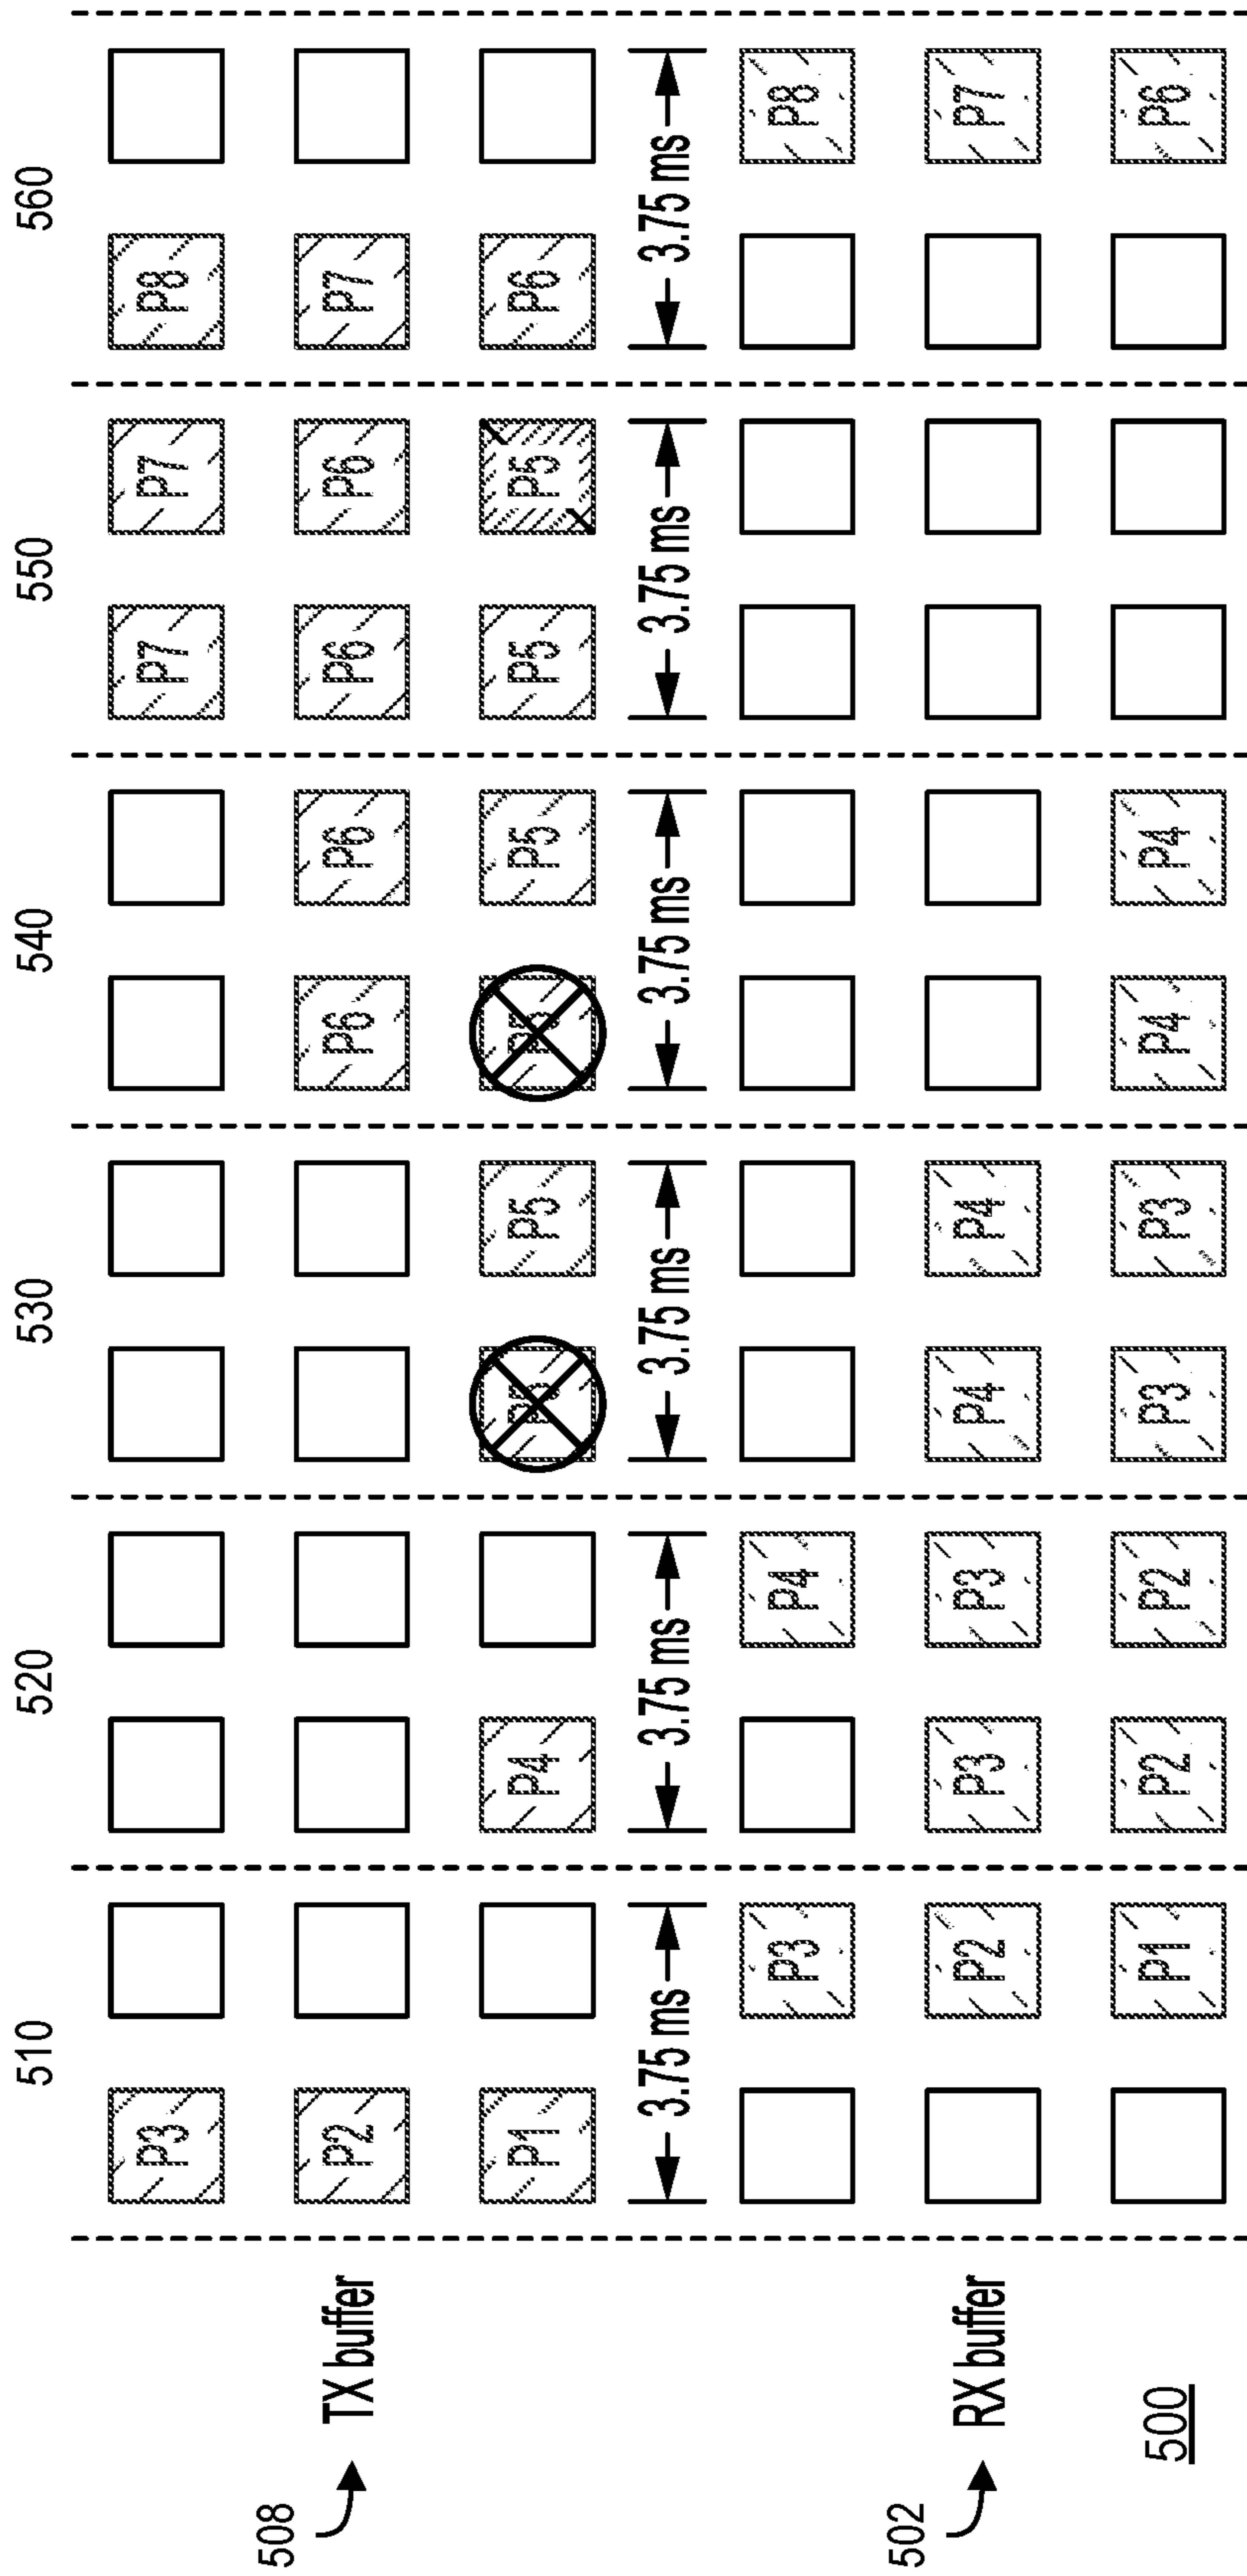 510 520 530 540 550 560
P3 P7 P7 P8
508
TX buffer P2 P6 P6 P6 P6 P7
P1 P4 P5 P5 P5 P5 P6
3.75 ms 3.75 ms 3.75 ms 3.75 ms 3.75 ms 3.75 ms
P3 P4 P8
502
RX buffer P2 P3 P3 P4 P4 P7
500 P1 P2 P2 P3 P3 P4 P4 P6